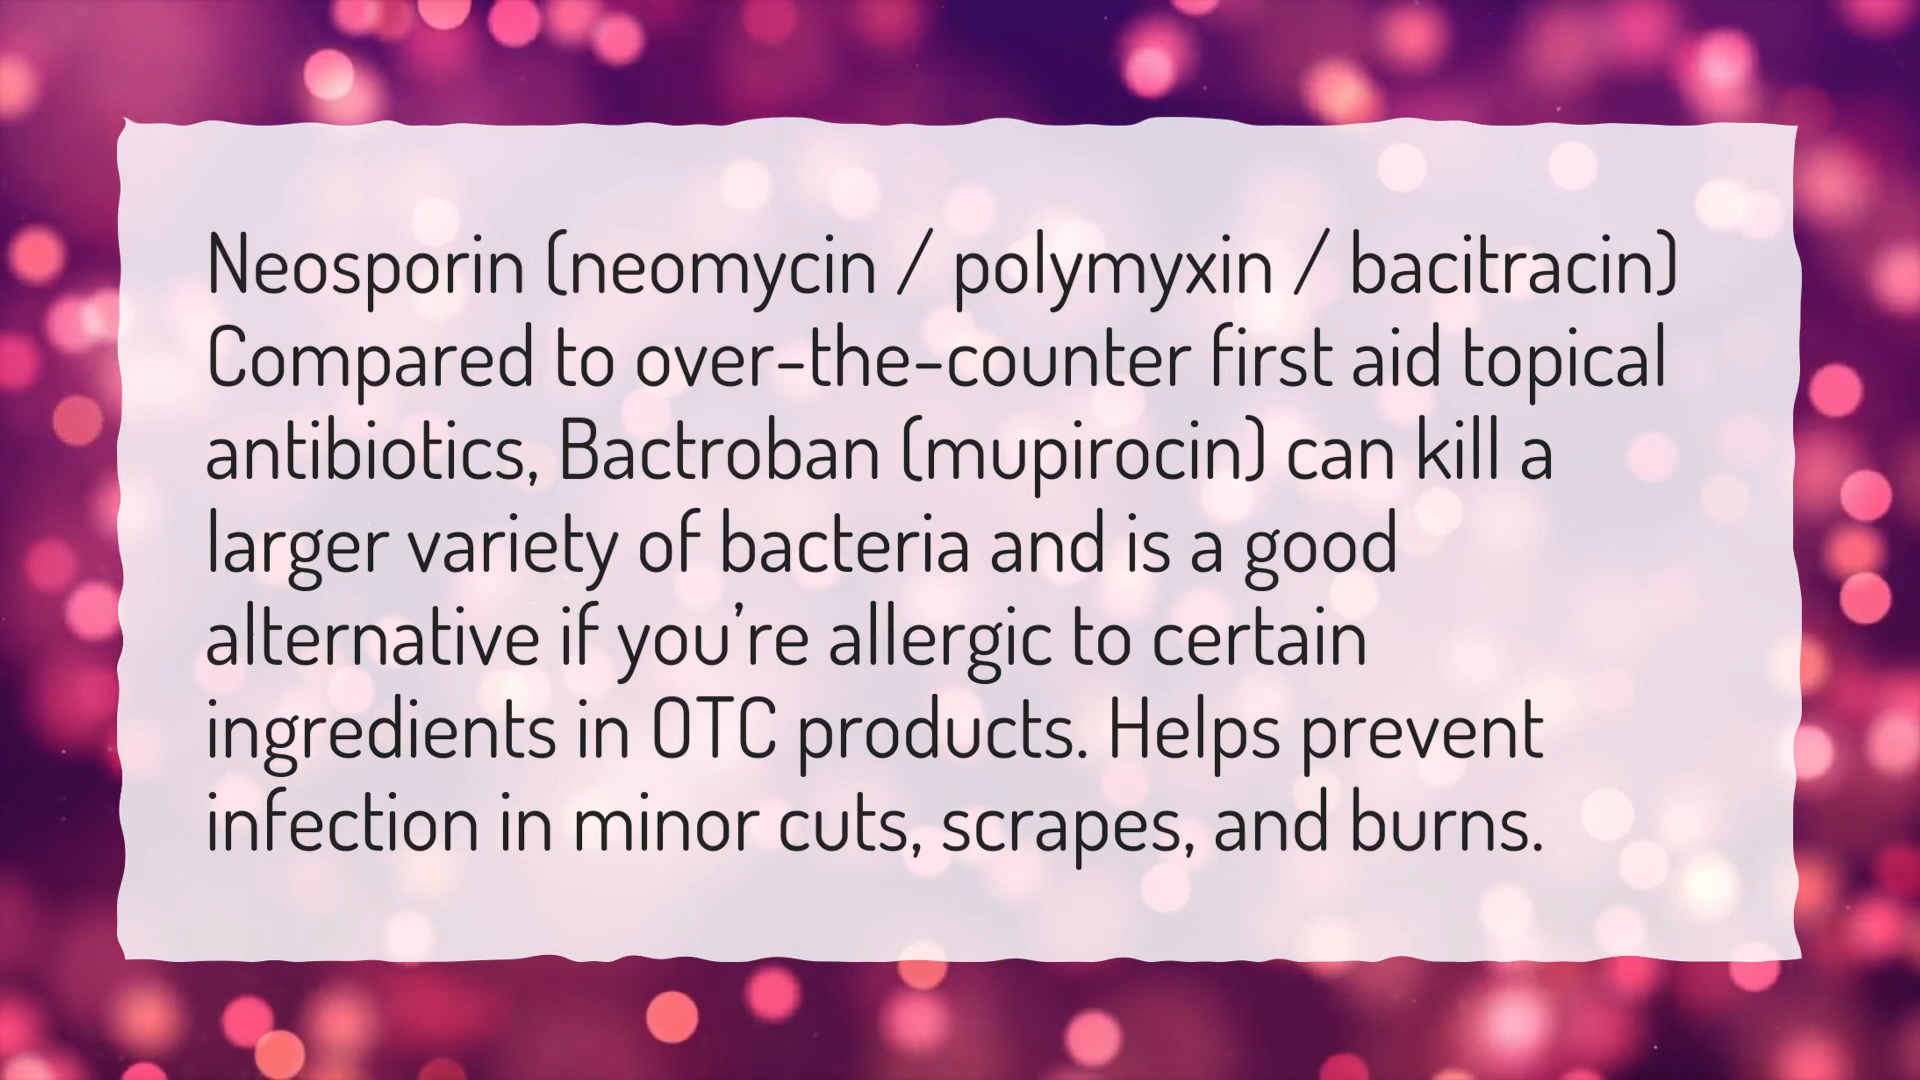 Neosporin (neomycin / polymyxin / bacitracin)
Compared to over-the-counter first aid topical
antibiotics, Bactroban (mupirocin) can kill a
larger variety of bacteria and is a good
alternative if you’re allergic to certain
ingredients in OTC products. Helps prevent
infection in minor cuts, scrapes, and burns.